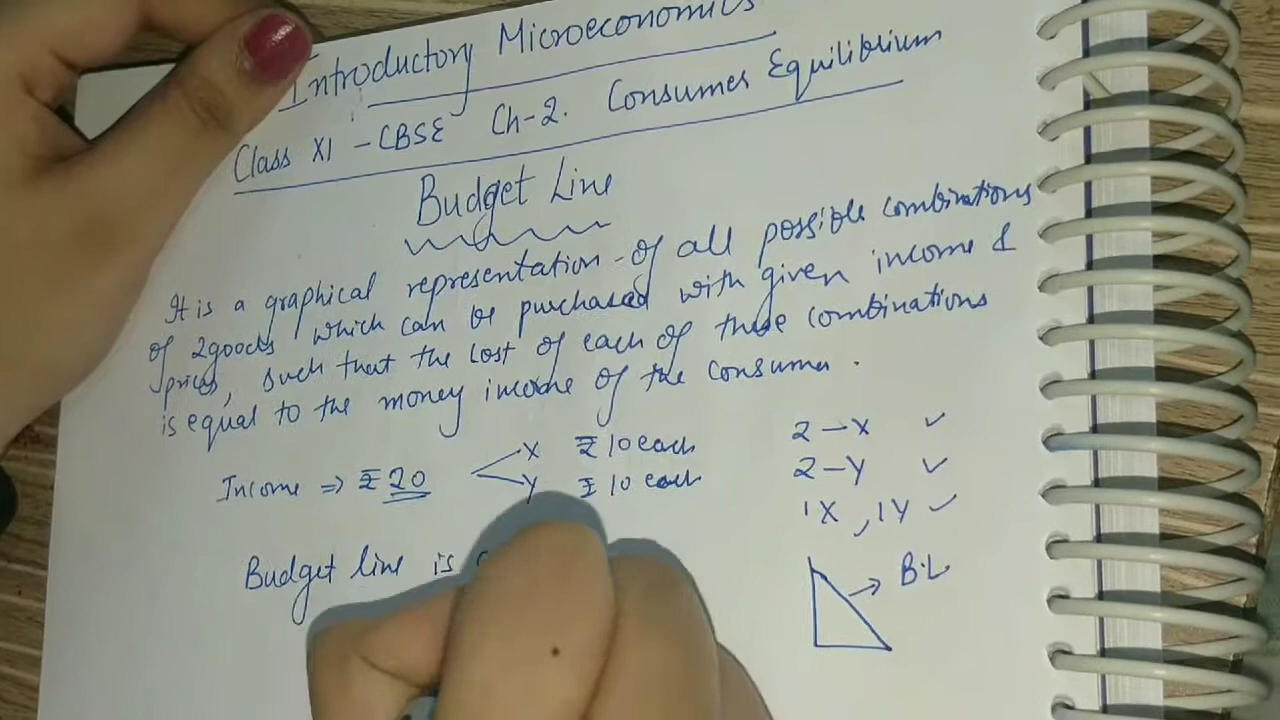 Introductory Microeconomics
Class XI - CBSE Ch-2. Consumer Equilibrium
Budget Line
It is a graphical representation of all possible combinations
of 2goods which can be purchased with given income &
prices, such that the cost of each of these combinations
is equal to the money income of the consumer.
Income ⇒ ₹20
X ₹10 each
Y ₹10 each
2 - X ✓
2 - Y ✓
1X, 1Y ✓
B.L
Budget line is